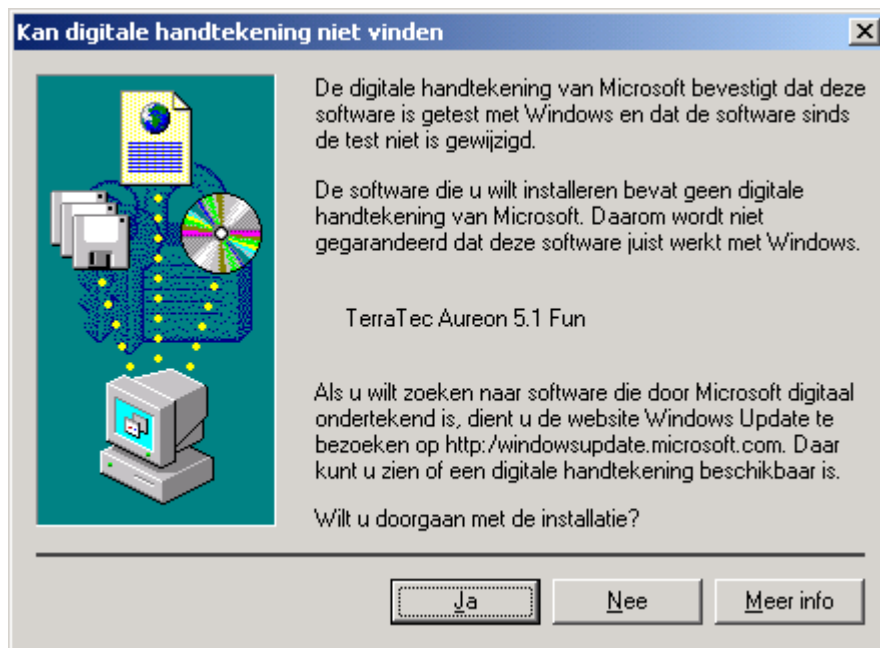 Kan digitale handtekening niet vinden
De digitale handtekening van Microsoft bevestigt dat deze
software is getest met Windows en dat de software sinds
de test niet is gewijzigd.
De software die u wilt installeren bevat geen digitale
handtekening van Microsoft. Daarom wordt niet
gegarandeerd dat deze software juist werkt met Windows.
TerraTec Aureon 5.1 Fun
Als u wilt zoeken naar software die door Microsoft digitaal
ondertekend is, dient u de website Windows Update te
bezoeken op http:/windowsupdate.microsoft.com. Daar
kunt u zien of een digitale handtekening beschikbaar is.
Wilt u doorgaan met de installatie?
Ja
Nee
Meer info